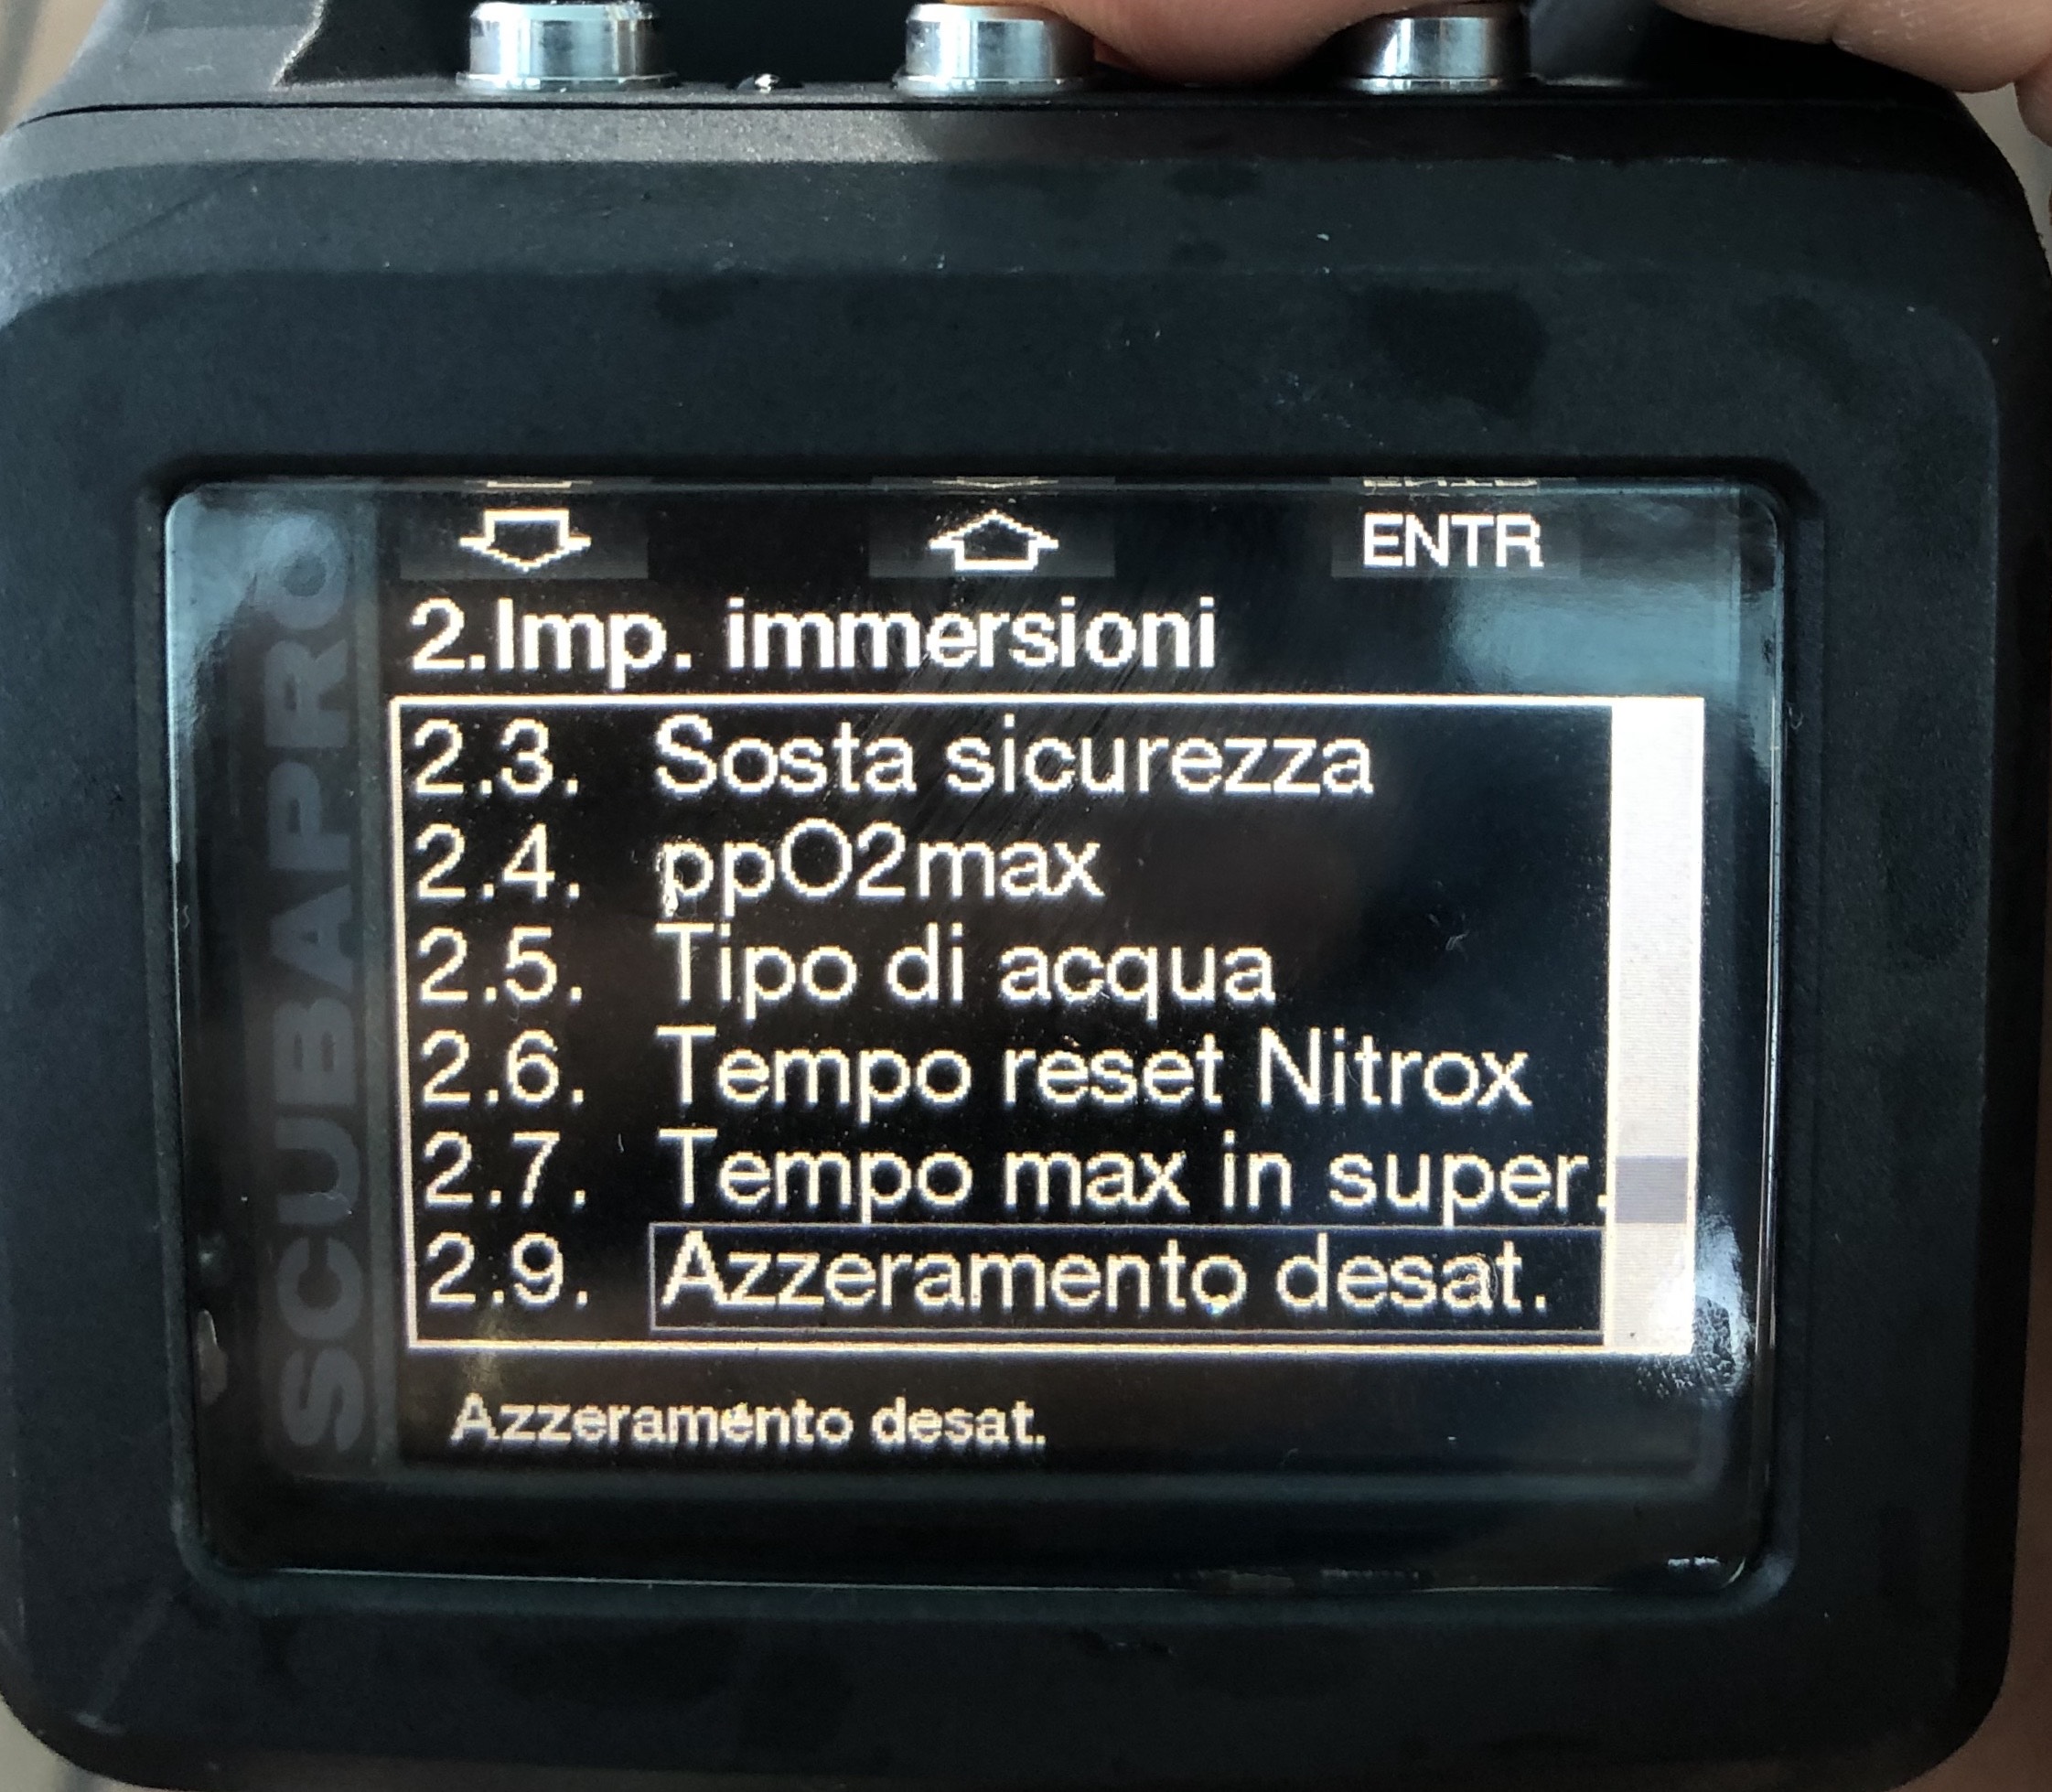 SCUBAPRO
ENTR
2.Imp. immersioni
2.3. Sosta sicurezza
2.4. ppO2max
2.5. Tipo di acqua
2.6. Tempo reset Nitrox
2.7. Tempo max in super.
2.9. Azzeramento desat.
Azzeramento desat.